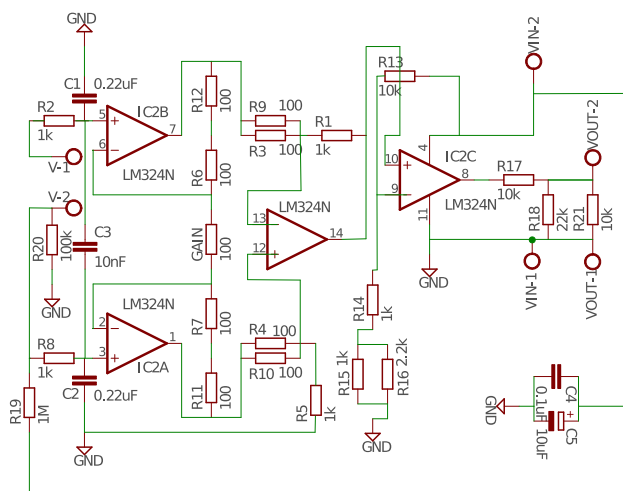 GND
C1 0.22uF
R2
1k
V-1
V-2
5
6
7
IC2B
LM324N
R12
100
R6
100
R9 100
R3 100
R1
1k
R13
10k
VIN-2
VOUT-2
4
10
9
8
11
IC2C
LM324N
R17
10k
R18
22k
R21
10k
VIN-1
VOUT-1
GND
R20
100k
GND
C3
10nF
GAIN
100
LM324N
13
12
14
LM324N
2
3
1
IC2A
R7
100
R11
100
R4 100
R10 100
R5
1k
R14
1k
R15 1k
R16 2.2k
GND
R8
1k
R19
1M
C2 0.22uF
GND
GND
C4
0.1uF
+
C5
10uF